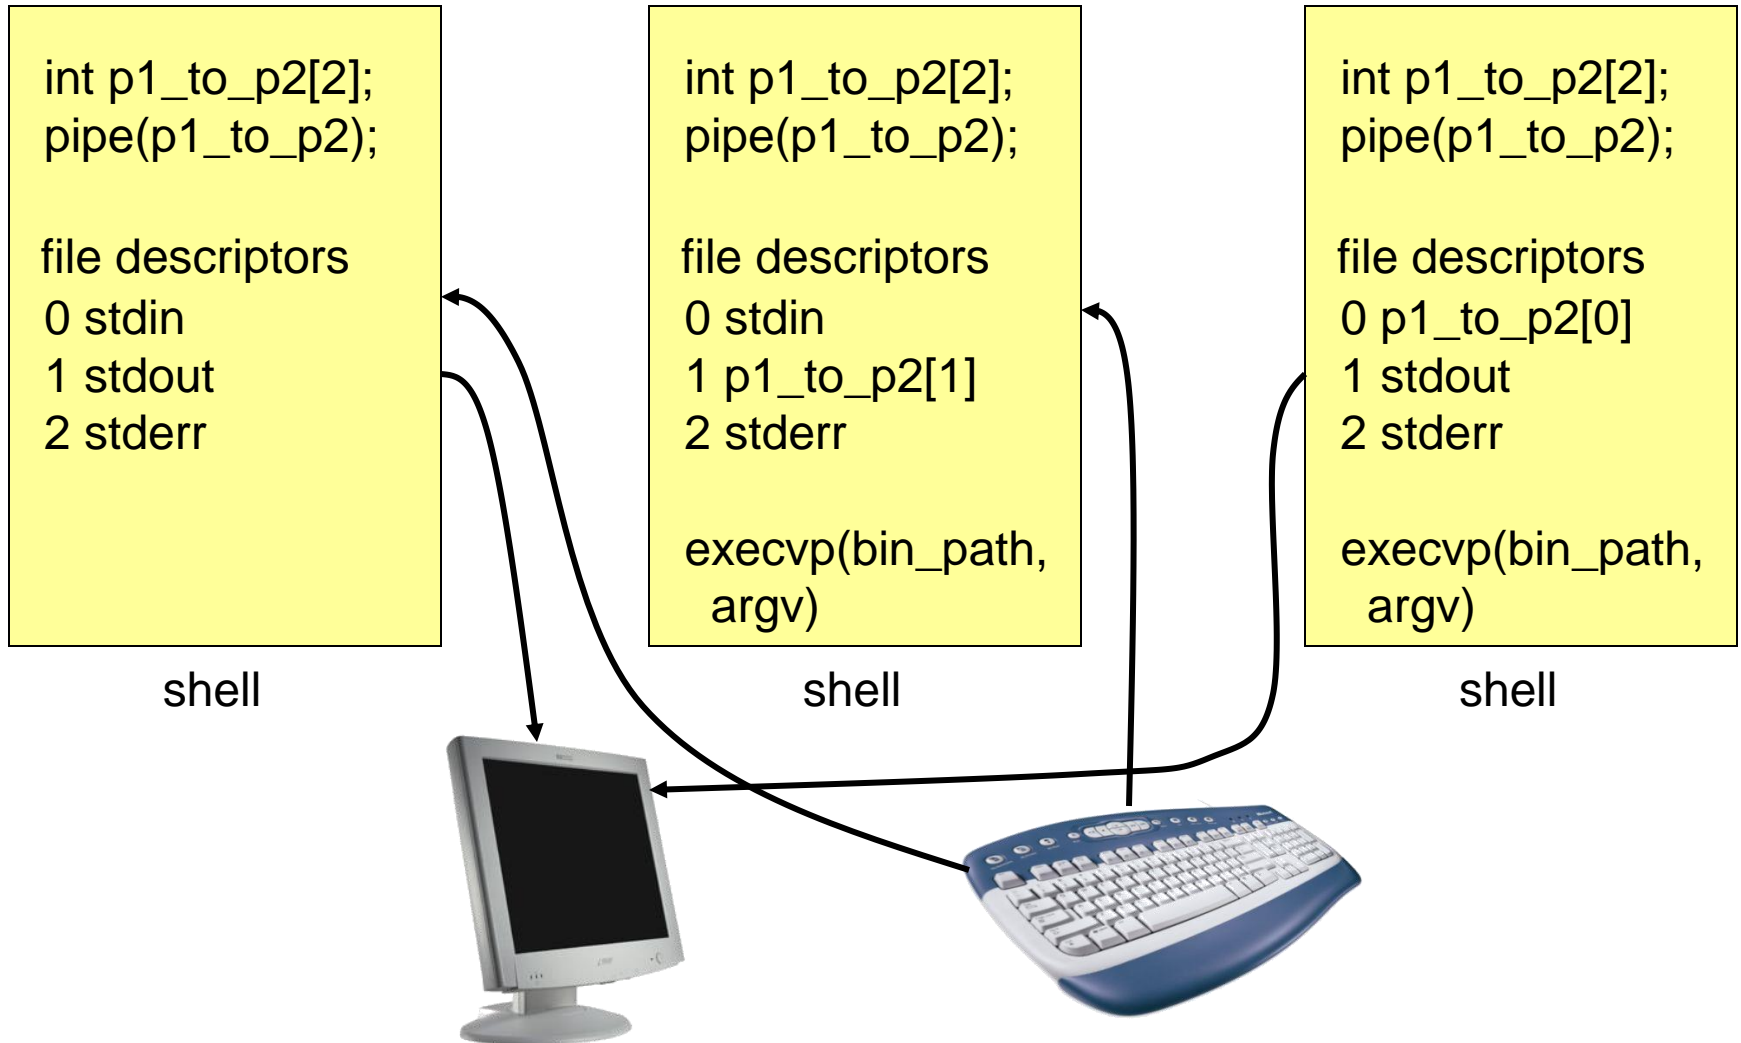 int p1_to_p2[2];
pipe(p1_to_p2);
file descriptors
0 stdin
1 stdout
2 stderr
shell
int p1_to_p2[2];
pipe(p1_to_p2);
file descriptors
0 stdin
1 p1_to_p2[1]
2 stderr
execvp(bin_path,
argv)
shell
int p1_to_p2[2];
pipe(p1_to_p2);
file descriptors
0 p1_to_p2[0]
1 stdout
2 stderr
execvp(bin_path,
argv)
shell